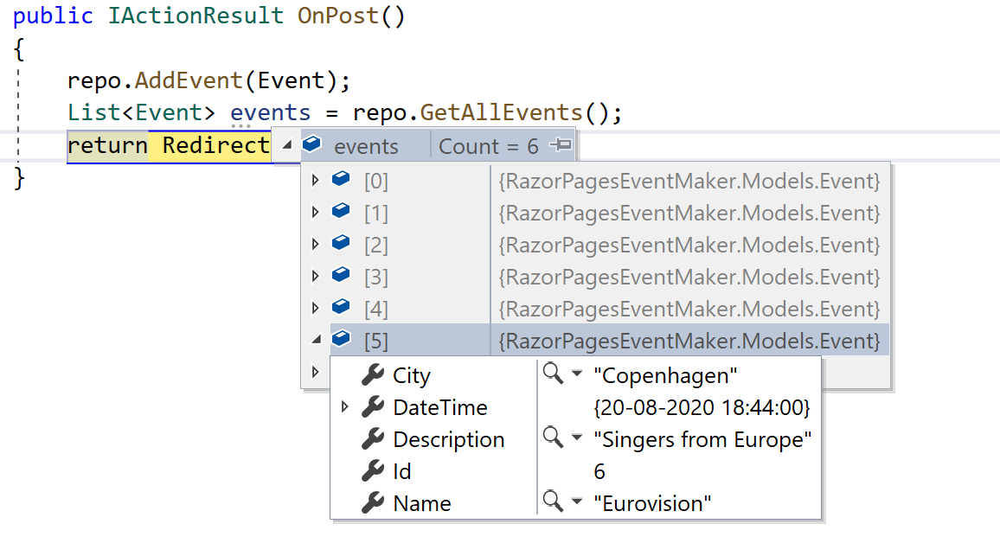 public IActionResult OnPost()
{
repo.AddEvent(Event);
List<Event> events = repo.GetAllEvents();
return Redirect events Count = 6
}
[0] {RazorPagesEventMaker.Models.Event}
[1] {RazorPagesEventMaker.Models.Event}
[2] {RazorPagesEventMaker.Models.Event}
[3] {RazorPagesEventMaker.Models.Event}
[4] {RazorPagesEventMaker.Models.Event}
[5] {RazorPagesEventMaker.Models.Event}
City "Copenhagen"
DateTime {20-08-2020 18:44:00}
Description "Singers from Europe"
Id 6
Name "Eurovision"